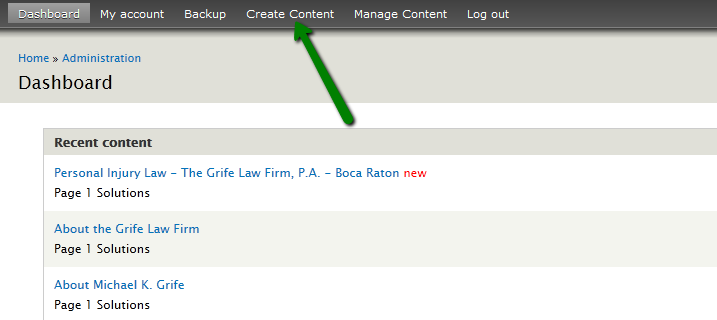 Dashboard My account Backup Create Content Manage Content Log out
Home » Administration
Dashboard
Recent content
Personal Injury Law – The Grife Law Firm, P.A. – Boca Raton new
Page 1 Solutions
About the Grife Law Firm
Page 1 Solutions
About Michael K. Grife
Page 1 Solutions